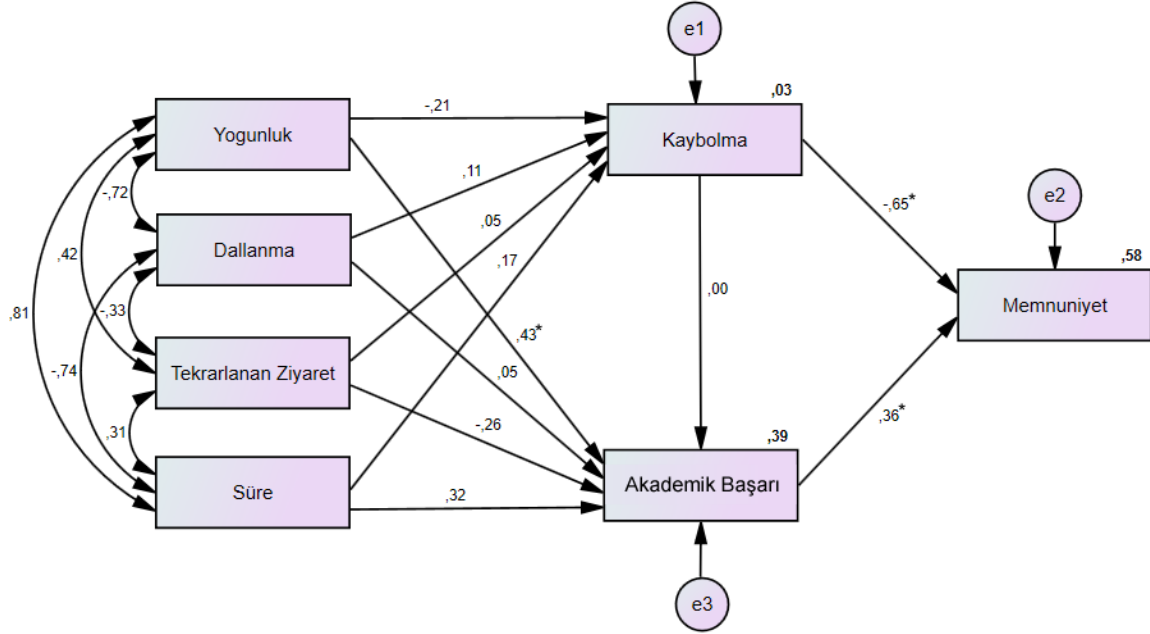 e1
,03
-,21
Yogunluk
Kaybolma
,11
-,72
e2
,05
-,65*
Dallanma
,42
,17
,58
,00
-,33
Memnuniyet
,81
,43*
-,74
Tekrarlanan Ziyaret
,05
,36*
-,26
,31
,39
Süre
,32
Akademik Başarı
e3